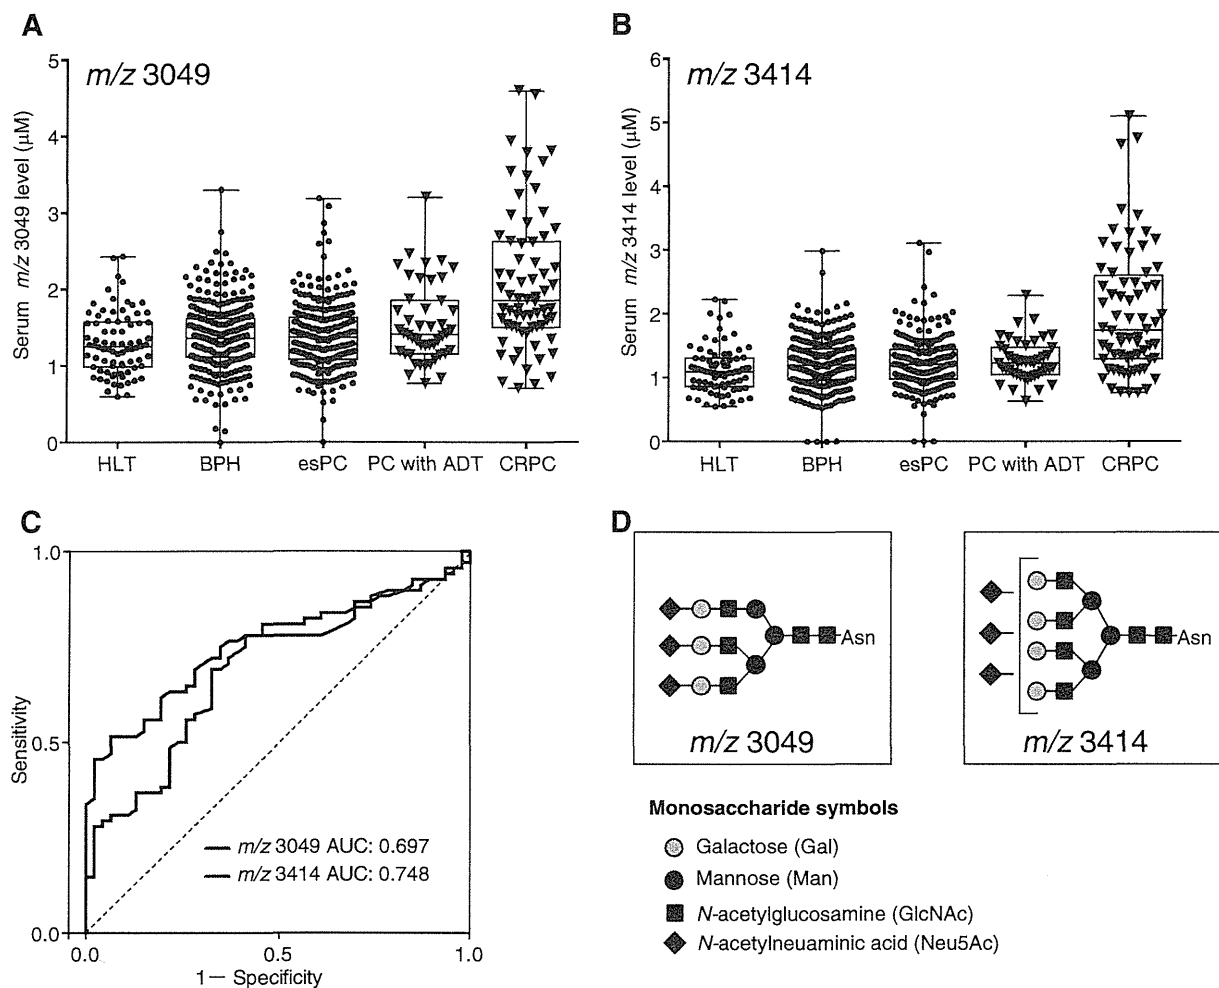 A
m/z 3049
Serum m/z 3049 level (μM)
5
4
3
2
1
0
HLT
BPH
esPC
PC with ADT
CRPC
B
m/z 3414
Serum m/z 3414 level (μM)
6
5
4
3
2
1
0
HLT
BPH
esPC
PC with ADT
CRPC
C
Sensitivity
1.0
0.5
0.0
m/z 3049 AUC: 0.697
m/z 3414 AUC: 0.748
0.0
0.5
1.0
1— Specificity
D
Asn
m/z 3049
Asn
m/z 3414
Monosaccharide symbols
Galactose (Gal)
Mannose (Man)
N-acetylglucosamine (GlcNAc)
N-acetylneuaminic acid (Neu5Ac)